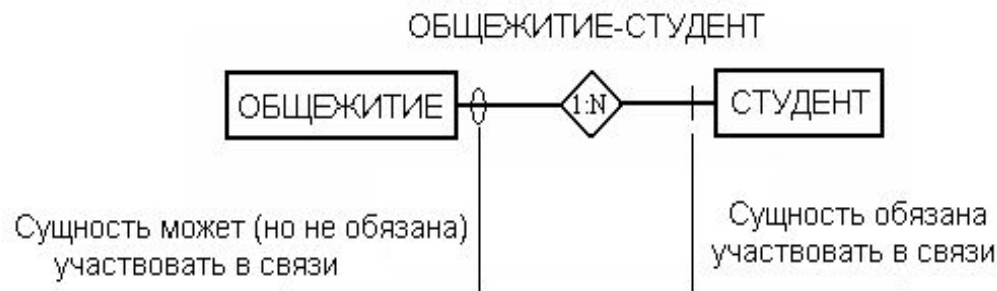 ОБЩЕЖИТИЕ-СТУДЕНТ
ОБЩЕЖИТИЕ
1:N
СТУДЕНТ
Сущность может (но не обязана)
участвовать в связи
Сущность обязана
участвовать в связи